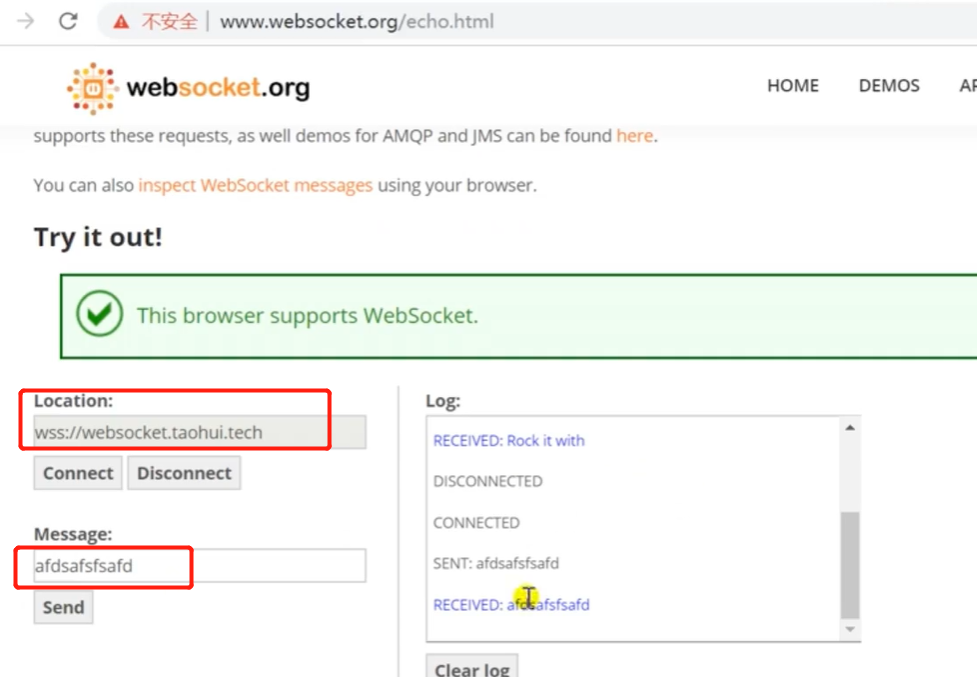 不安全 | www.websocket.org/echo.html
websocket.org
HOME DEMOS AP
supports these requests, as well demos for AMQP and JMS can be found here.
You can also inspect WebSocket messages using your browser.
Try it out!
This browser supports WebSocket.
Location:
wss://websocket.taohui.tech
Connect Disconnect
Message:
afdsafsfsafd
Send
Log:
RECEIVED: Rock it with
DISCONNECTED
CONNECTED
SENT: afdsafsfsafd
RECEIVED: afdsafsfsafd
Clear log